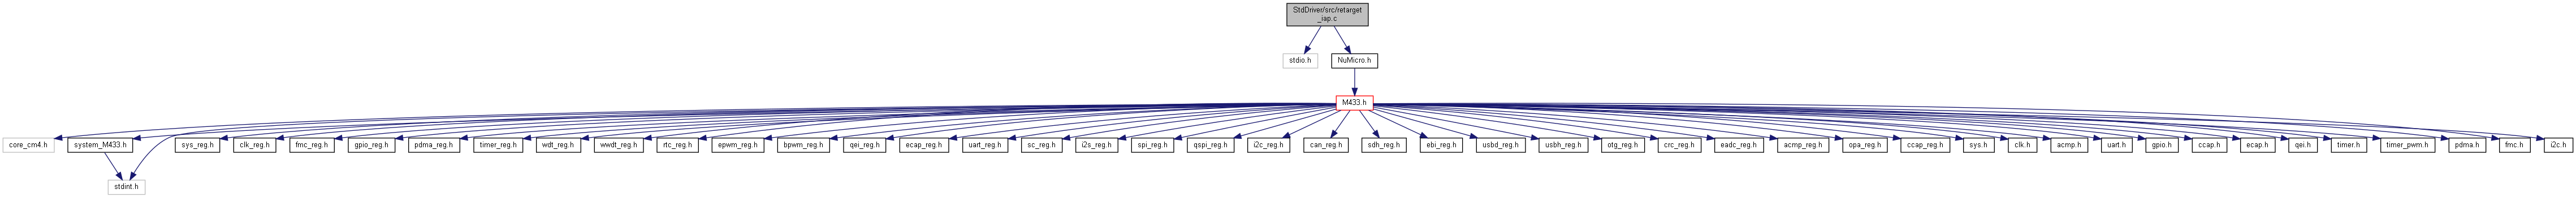 StdDriver/src/retarget
_iap.c
stdio.h
NuMicro.h
M433.h
core_cm4.h
system_M433.h
sys_reg.h
clk_reg.h
fmc_reg.h
gpio_reg.h
pdma_reg.h
timer_reg.h
wdt_reg.h
wwdt_reg.h
rtc_reg.h
epwm_reg.h
bpwm_reg.h
qei_reg.h
ecap_reg.h
uart_reg.h
sc_reg.h
i2s_reg.h
spi_reg.h
qspi_reg.h
i2c_reg.h
can_reg.h
sdh_reg.h
ebi_reg.h
usbd_reg.h
usbh_reg.h
otg_reg.h
crc_reg.h
eadc_reg.h
acmp_reg.h
opa_reg.h
ccap_reg.h
sys.h
clk.h
acmp.h
uart.h
gpio.h
ccap.h
ecap.h
qei.h
timer.h
timer_pwm.h
pdma.h
fmc.h
i2c.h
stdint.h